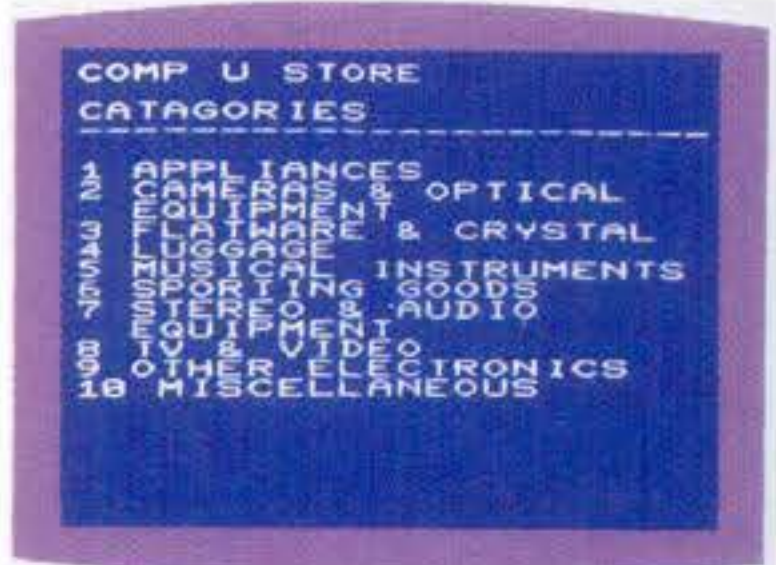 COMP U STORE
CATAGORIES
--------------------------------
1 APPLIANCES
2 CAMERAS & OPTICAL
EQUIPMENT
3 FLATWARE & CRYSTAL
4 LUGGAGE
5 MUSICAL INSTRUMENTS
6 SPORTING GOODS
7 STEREO & AUDIO
EQUIPMENT
8 TV & VIDEO
9 OTHER ELECTRONICS
10 MISCELLANEOUS